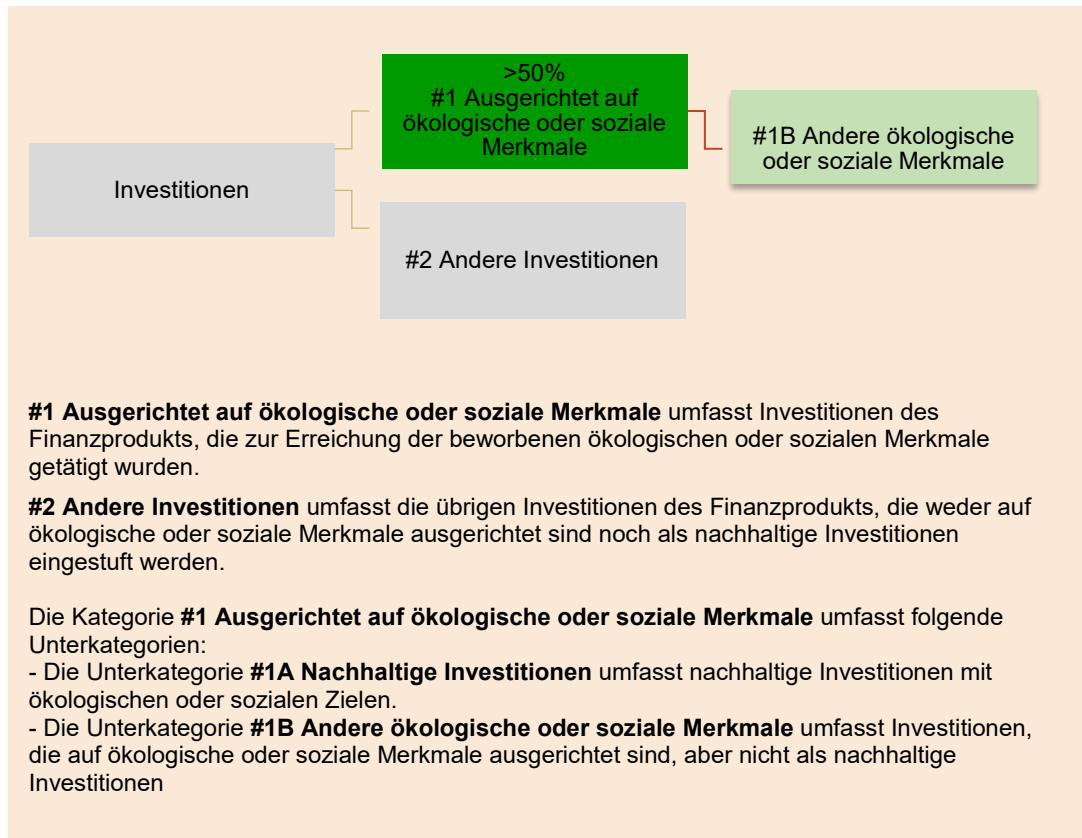 >50%
#1 Ausgerichtet auf
ökologische oder soziale
Merkmale
#1B Andere ökologische
oder soziale Merkmale
Investitionen
#2 Andere Investitionen
#1 Ausgerichtet auf ökologische oder soziale Merkmale umfasst Investitionen des
Finanzprodukts, die zur Erreichung der beworbenen ökologischen oder sozialen Merkmale
getätigt wurden.
#2 Andere Investitionen umfasst die übrigen Investitionen des Finanzprodukts, die weder auf
ökologische oder soziale Merkmale ausgerichtet sind noch als nachhaltige Investitionen
eingestuft werden.
Die Kategorie #1 Ausgerichtet auf ökologische oder soziale Merkmale umfasst folgende
Unterkategorien:
- Die Unterkategorie #1A Nachhaltige Investitionen umfasst nachhaltige Investitionen mit
ökologischen oder sozialen Zielen.
- Die Unterkategorie #1B Andere ökologische oder soziale Merkmale umfasst Investitionen,
die auf ökologische oder soziale Merkmale ausgerichtet sind, aber nicht als nachhaltige
Investitionen